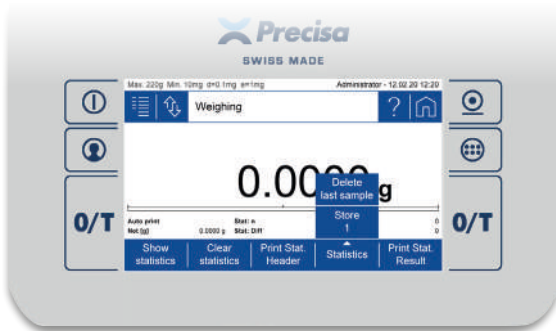 Precisa
SWISS MADE
Max. 220g Min. 10mg d=0.1mg e=1mg Administrator - 12.02.20 12:20
Weighing ?
0.0000 g
Delete
last sample
Store
1
Auto print Stat: n 0
Net [g] 0.0000 g Stat: Diff 0
0/T 0/T
Show
statistics
Clear
statistics
Print Stat.
Header
Statistics
Print Stat.
Result